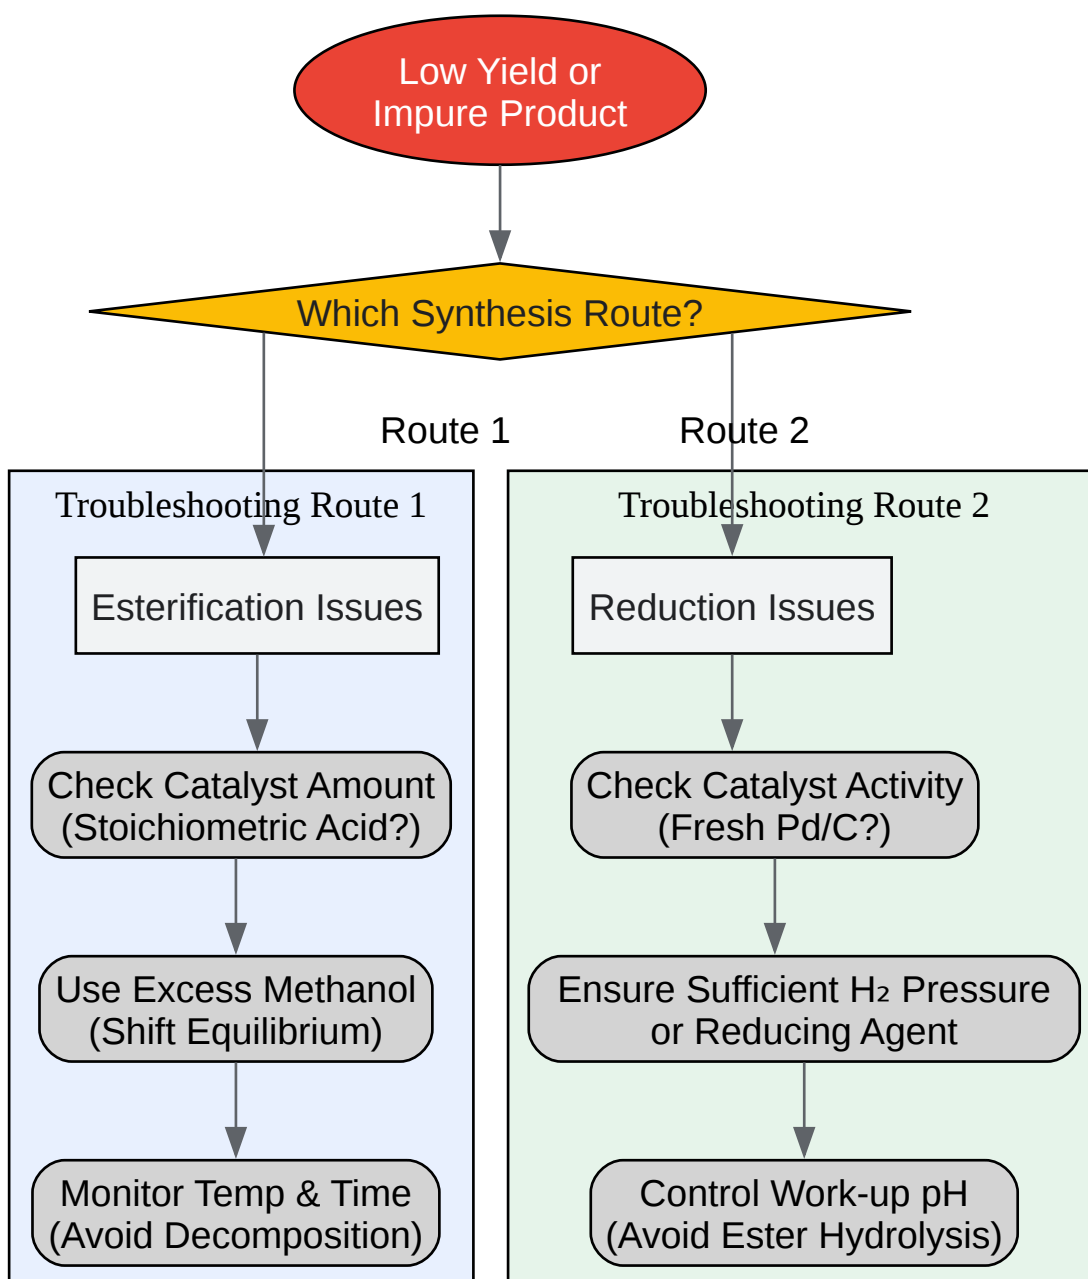 Low Yield or
Impure Product
Which Synthesis Route?
Route 1
Route 2
Troubleshooting Route 1
Esterification Issues
Check Catalyst Amount
(Stoichiometric Acid?)
Use Excess Methanol
(Shift Equilibrium)
Monitor Temp & Time
(Avoid Decomposition)
Troubleshooting Route 2
Reduction Issues
Check Catalyst Activity
(Fresh Pd/C?)
Ensure Sufficient H₂ Pressure
or Reducing Agent
Control Work-up pH
(Avoid Ester Hydrolysis)